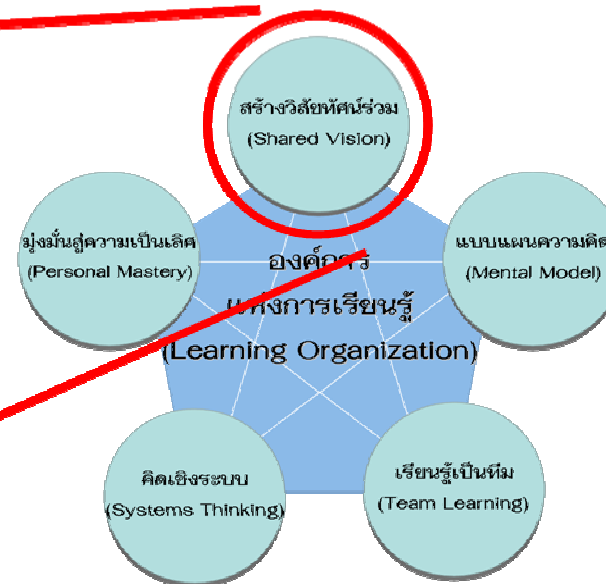 สร้างวิสัยทัศน์ร่วม
(Shared Vision)
มุ่งมั่นสู่ความเป็นเลิศ
(Personal Mastery)
แบบแผนความคิด
(Mental Model)
องค์การ
แห่งการเรียนรู้
(Learning Organization)
คิดเชิงระบบ
(Systems Thinking)
เรียนรู้เป็นทีม
(Team Learning)